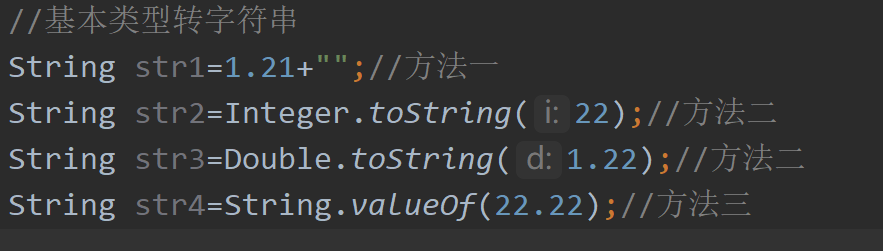 //基本类型转字符串
String str1=1.21+"";//方法一
String str2=Integer.toString( i: 22);//方法二
String str3=Double.toString( d: 1.22);//方法二
String str4=String.valueOf(22.22);//方法三